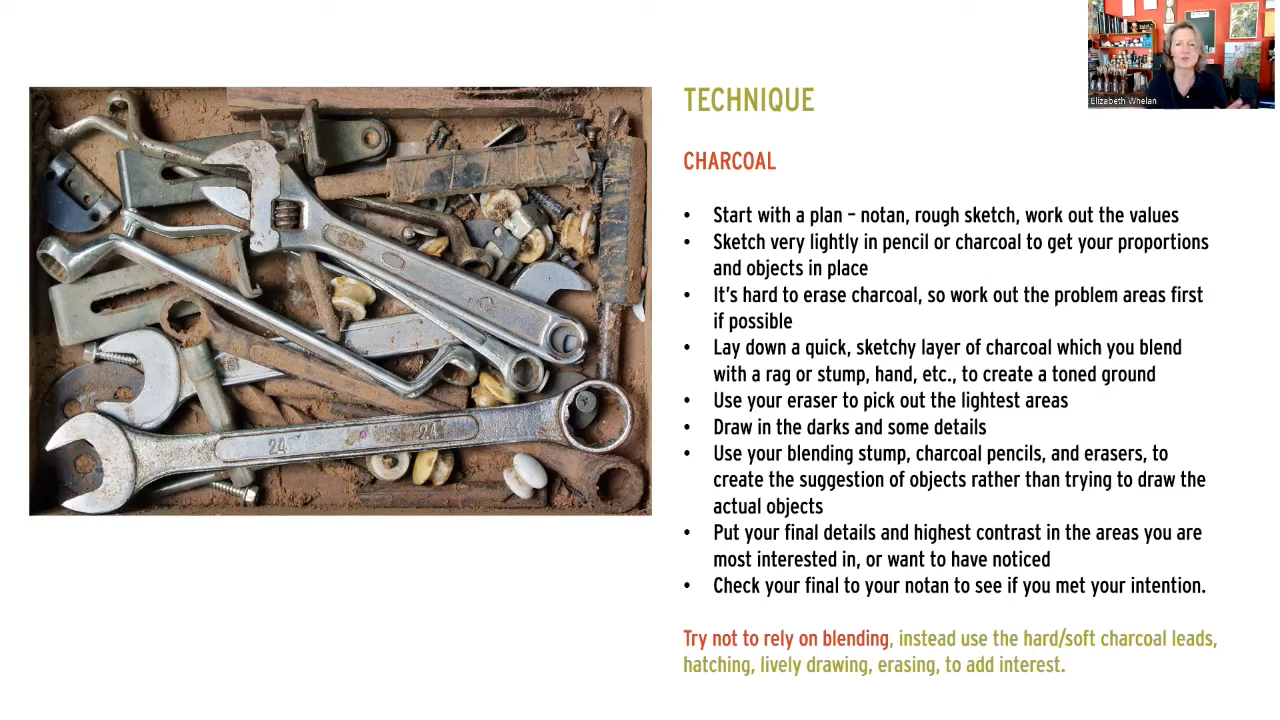 TECHNIQUE
Elizabeth Whelan
CHARCOAL
• Start with a plan – notan, rough sketch, work out the values
• Sketch very lightly in pencil or charcoal to get your proportions
and objects in place
• It's hard to erase charcoal, so work out the problem areas first
if possible
• Lay down a quick, sketchy layer of charcoal which you blend
with a rag or stump, hand, etc., to create a toned ground
• Use your eraser to pick out the lightest areas
• Draw in the darks and some details
• Use your blending stump, charcoal pencils, and erasers, to
create the suggestion of objects rather than trying to draw the
actual objects
• Put your final details and highest contrast in the areas you are
most interested in, or want to have noticed
• Check your final to your notan to see if you met your intention.
Try not to rely on blending, instead use the hard/soft charcoal leads,
hatching, lively drawing, erasing, to add interest.
24
24